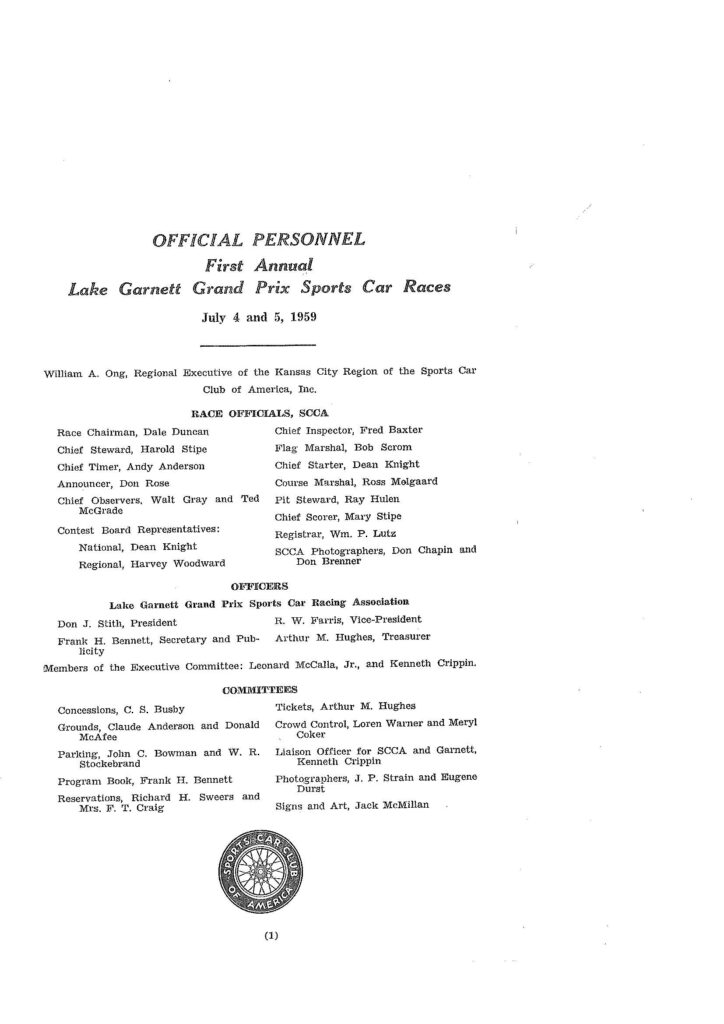 OFFICIAL PERSONNEL
First Annual
Lake Garnett Grand Prix Sports Car Races
July 4 and 5, 1959
William A. Ong, Regional Executive of the Kansas City Region of the Sports Car
Club of America, Inc.
RACE OFFICIALS, SCCA
Race Chairman, Dale Duncan
Chief Steward, Harold Stipe
Chief Timer, Andy Anderson
Announcer, Don Rose
Chief Observers, Walt Gray and Ted
McGrade
Contest Board Representatives:
National, Dean Knight
Regional, Harvey Woodward
Chief Inspector, Fred Baxter
Flag Marshal, Bob Scrom
Chief Starter, Dean Knight
Course Marshal, Ross Molgaard
Pit Steward, Ray Hulen
Chief Scorer, Mary Stipe
Registrar, Wm. P. Lutz
SCCA Photographers, Don Chapin and
Don Brenner
OFFICERS
Lake Garnett Grand Prix Sports Car Racing Association
Don J. Stith, President
Frank H. Bennett, Secretary and Pub-
licity
R. W. Farris, Vice-President
Arthur M. Hughes, Treasurer
Members of the Executive Committee: Leonard McCalla, Jr., and Kenneth Crippin.
COMMITTEES
Concessions, C. S. Busby
Grounds, Claude Anderson and Donald
McAfee
Parking, John C. Bowman and W. R.
Stockebrand
Program Book, Frank H. Bennett
Reservations, Richard H. Sweers and
Mrs. F. T. Craig
Tickets, Arthur M. Hughes
Crowd Control, Loren Warner and Meryl
Coker
Liaison Officer for SCCA and Garnett,
Kenneth Crippin
Photographers, J. P. Strain and Eugene
Durst
Signs and Art, Jack McMillan
SPORTS CAR CLUB
OF AMERICA
(1)